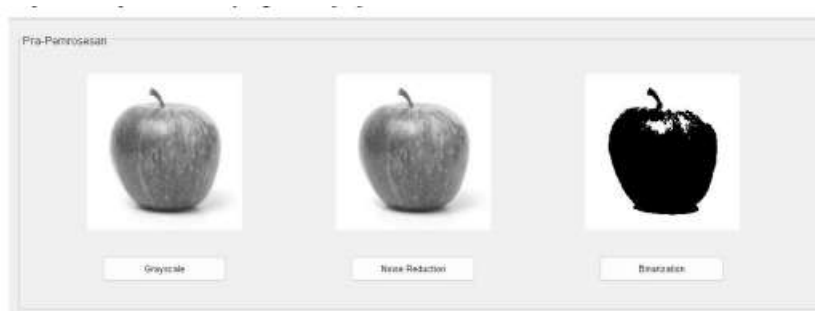 Pra-Pemrosesan
Grayscale
Noise Reduction
Binarization